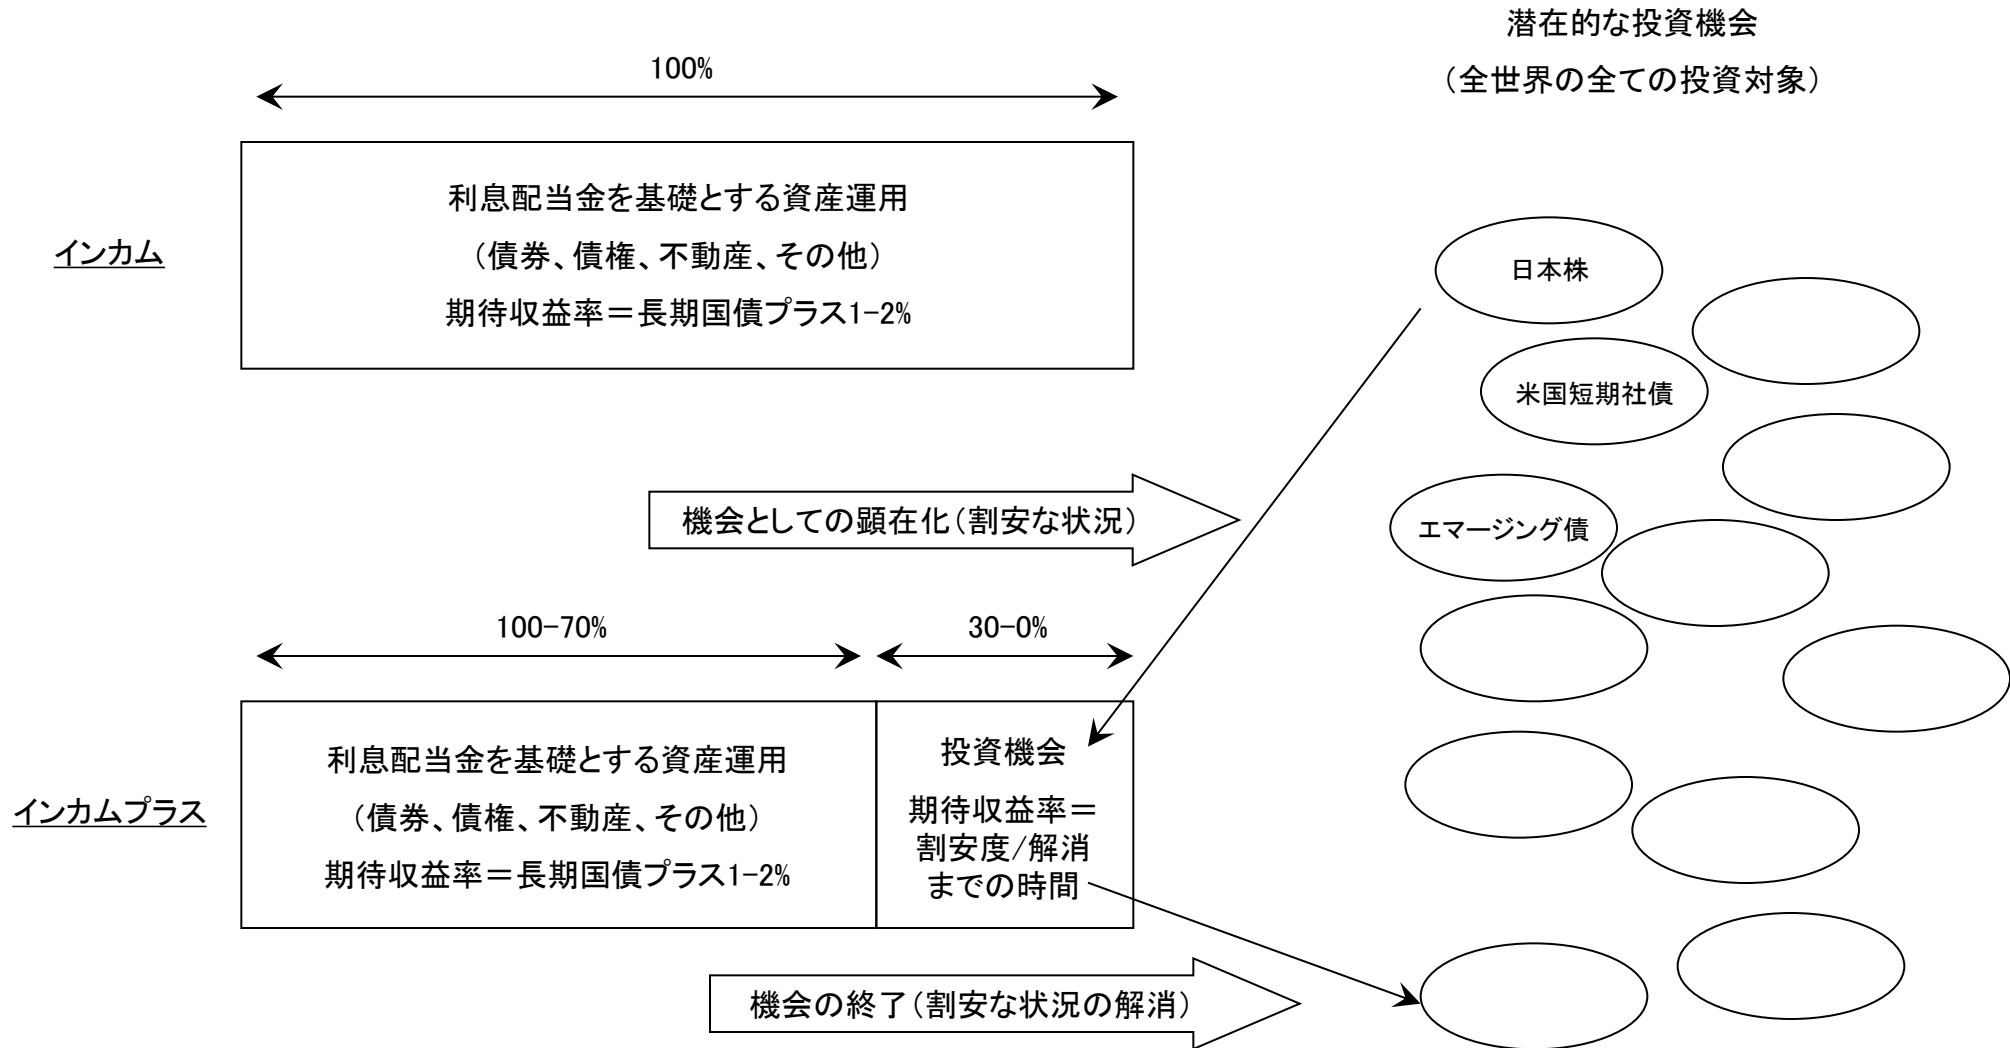 潜在的な投資機会
（全世界の全ての投資対象）
100%
インカム
利息配当金を基礎とする資産運用
（債券、債権、不動産、その他）
期待収益率＝長期国債プラス1-2%
日本株
米国短期社債
エマージング債
機会としての顕在化（割安な状況）
100-70%
30-0%
インカムプラス
利息配当金を基礎とする資産運用
（債券、債権、不動産、その他）
期待収益率＝長期国債プラス1-2%
投資機会
期待収益率＝
割安度/解消
までの時間
機会の終了（割安な状況の解消）